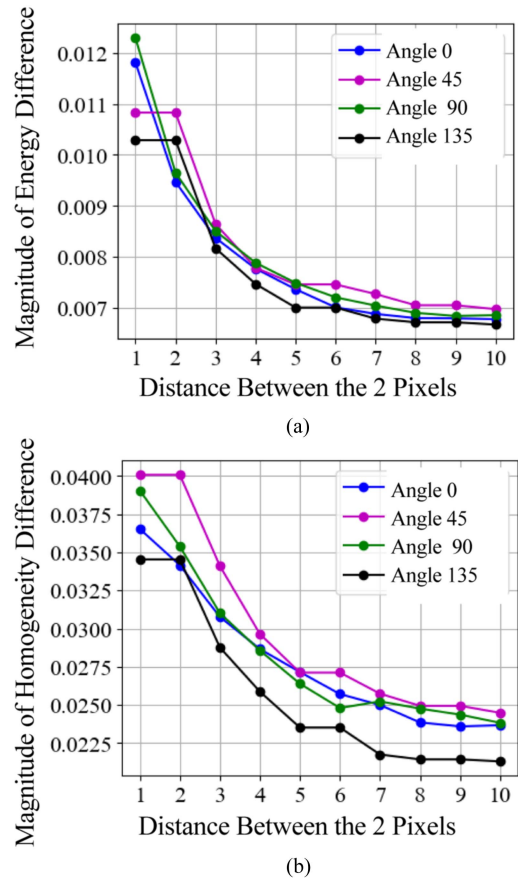 Magnitude of Energy Difference
0.012
0.011
0.010
0.009
0.008
0.007
Angle 0
Angle 45
Angle 90
Angle 135
1 2 3 4 5 6 7 8 9 10
Distance Between the 2 Pixels
(a)
Magnitude of Homogeneity Difference
0.0400
0.0375
0.0350
0.0325
0.0300
0.0275
0.0250
0.0225
Angle 0
Angle 45
Angle 90
Angle 135
1 2 3 4 5 6 7 8 9 10
Distance Between the 2 Pixels
(b)